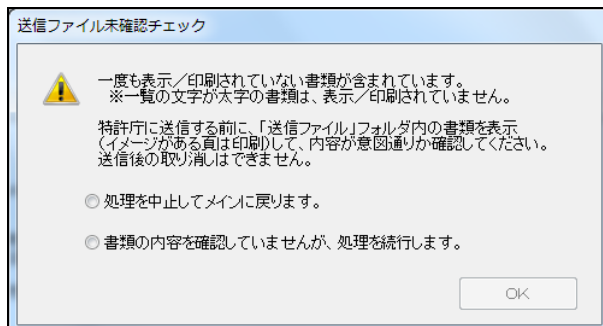 送信ファイル未確認チェック
一度も表示／印刷されていない書類が含まれています。
※一覧の文字が太字の書類は、表示／印刷されていません。
特許庁に送信する前に、「送信ファイル」フォルダ内の書類を表示
(イメージがある頁は印刷)して、内容が意図通りか確認してください。
送信後の取り消しはできません。
処理を中止してメインに戻ります。
書類の内容を確認していませんが、処理を続行します。
OK